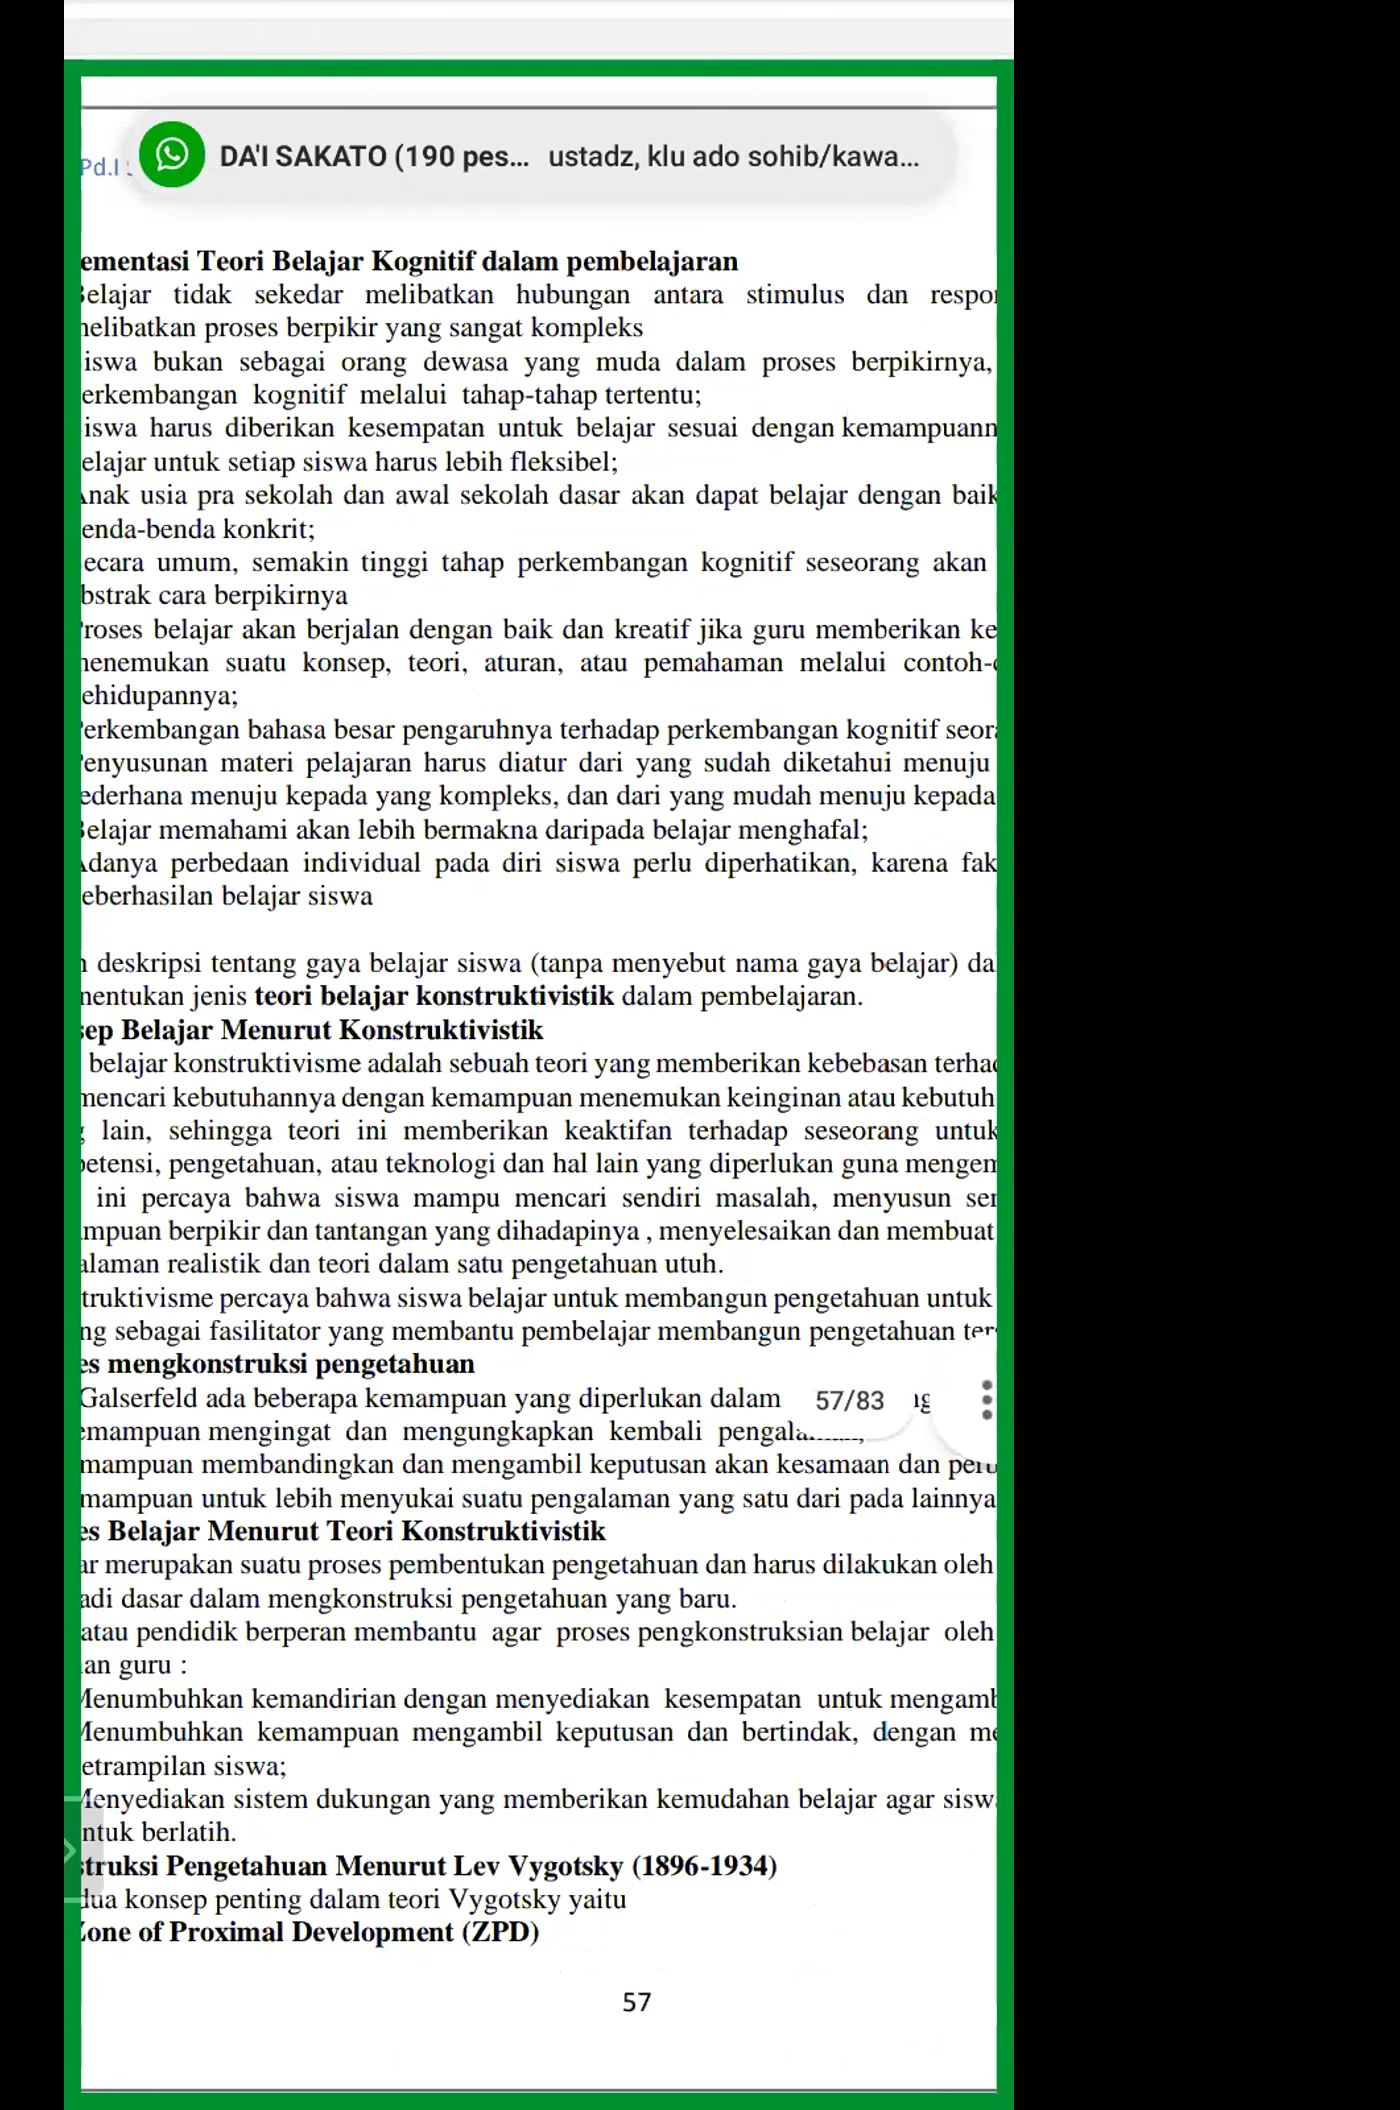 Pd.I
DA'I SAKATO (190 pes... ustadz, klu ado sohib/kawa...
ementasi Teori Belajar Kognitif dalam pembelajaran
elajar tidak sekedar melibatkan hubungan antara stimulus dan respo
elibatkan proses berpikir yang sangat kompleks
iswa bukan sebagai orang dewasa yang muda dalam proses berpikirnya,
erkembangan kognitif melalui tahap-tahap tertentu;
iswa harus diberikan kesempatan untuk belajar sesuai dengan kemampuann
elajar untuk setiap siswa harus lebih fleksibel;
nak usia pra sekolah dan awal sekolah dasar akan dapat belajar dengan baik
enda-benda konkrit;
ecara umum, semakin tinggi tahap perkembangan kognitif seseorang akan
bstrak cara berpikirnya
roses belajar akan berjalan dengan baik dan kreatif jika guru memberikan ke
enemukan suatu konsep, teori, aturan, atau pemahaman melalui contoh-
ehidupannya;
erkembangan bahasa besar pengaruhnya terhadap perkembangan kognitif seor
enyusunan materi pelajaran harus diatur dari yang sudah diketahui menuju
ederhana menuju kepada yang kompleks, dan dari yang mudah menuju kepada
elajar memahami akan lebih bermakna daripada belajar menghafal;
danya perbedaan individual pada diri siswa perlu diperhatikan, karena fak
eberhasilan belajar siswa
deskripsi tentang gaya belajar siswa (tanpa menyebut nama gaya belajar) da
nentukan jenis teori belajar konstruktivistik dalam pembelajaran.
sep Belajar Menurut Konstruktivistik
belajar konstruktivisme adalah sebuah teori yang memberikan kebebasan terha
mencari kebutuhannya dengan kemampuan menemukan keinginan atau kebutuh
lain, sehingga teori ini memberikan keaktifan terhadap seseorang untuk
petensi, pengetahuan, atau teknologi dan hal lain yang diperlukan guna mengem
ini percaya bahwa siswa mampu mencari sendiri masalah, menyusun ser
mpuan berpikir dan tantangan yang dihadapinya , menyelesaikan dan membuat
alaman realistik dan teori dalam satu pengetahuan utuh.
truktivisme percaya bahwa siswa belajar untuk membangun pengetahuan untuk
ng sebagai fasilitator yang membantu pembelajar membangun pengetahuan ter
es mengkonstruksi pengetahuan
Galserfeld ada beberapa kemampuan yang diperlukan dalam
57/83
emampuan mengingat dan mengungkapkan kembali
mampuan membandingkan dan mengambil keputusan akan kesamaan dan
mampuan untuk lebih menyukai suatu pengalaman yang satu dari pada lainnya
es Belajar Menurut Teori Konstruktivistik
ar merupakan suatu proses pembentukan pengetahuan dan harus dilakukan oleh
adi dasar dalam mengkonstruksi pengetahuan yang baru.
atau pendidik berperan membantu agar proses pengkonstruksian belajar oleh
an guru :
Menumbuhkan kemandirian dengan menyediakan kesempatan untuk mengamb
Menumbuhkan kemampuan mengambil keputusan dan bertindak, dengan me
etrampilan siswa;
Menyediakan sistem dukungan yang memberikan kemudahan belajar agar sisw
ntuk berlatih.
struksi Pengetahuan Menurut Lev Vygotsky (1896-1934)
dua konsep penting dalam teori Vygotsky yaitu
Zone of Proximal Development (ZPD)
57